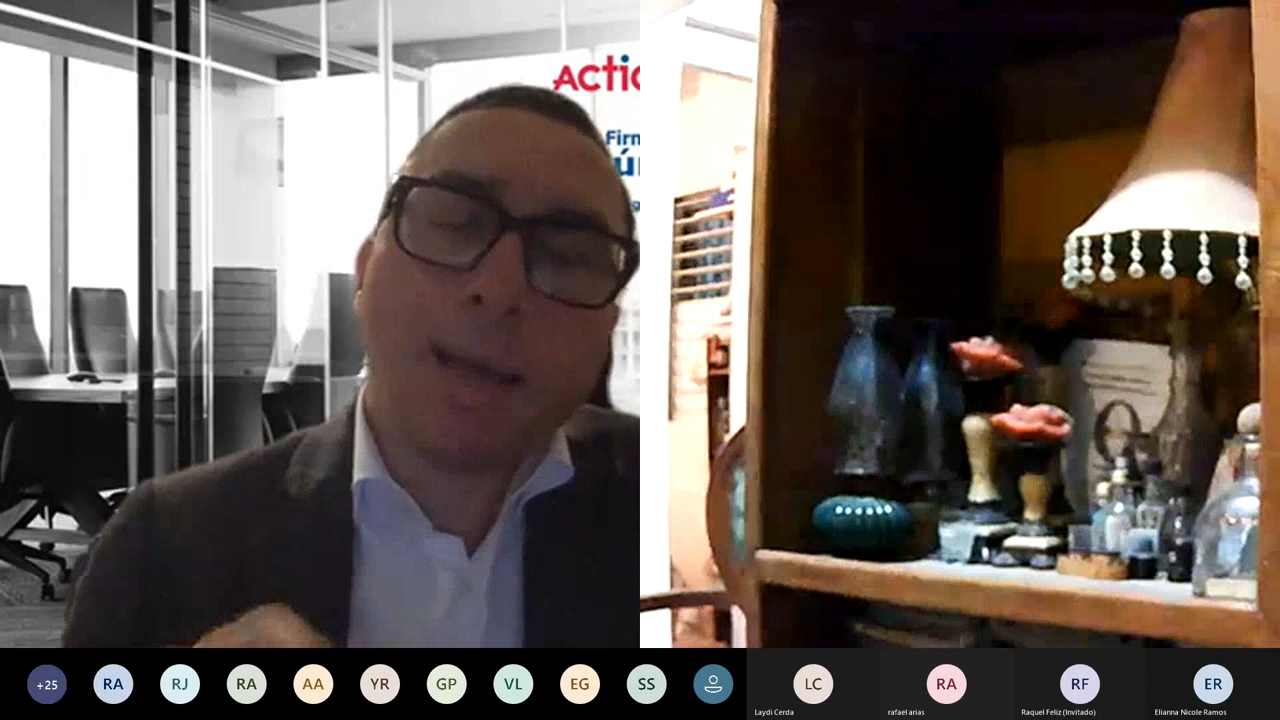 Actio
Firm
ú
+25
RA
RJ
RA
AA
YR
GP
VL
EG
SS
LC
RA
RF
ER
Laydi Cerda
rafael arias
Raquel Feliz (Invitado)
Elianna Nicole Ramos